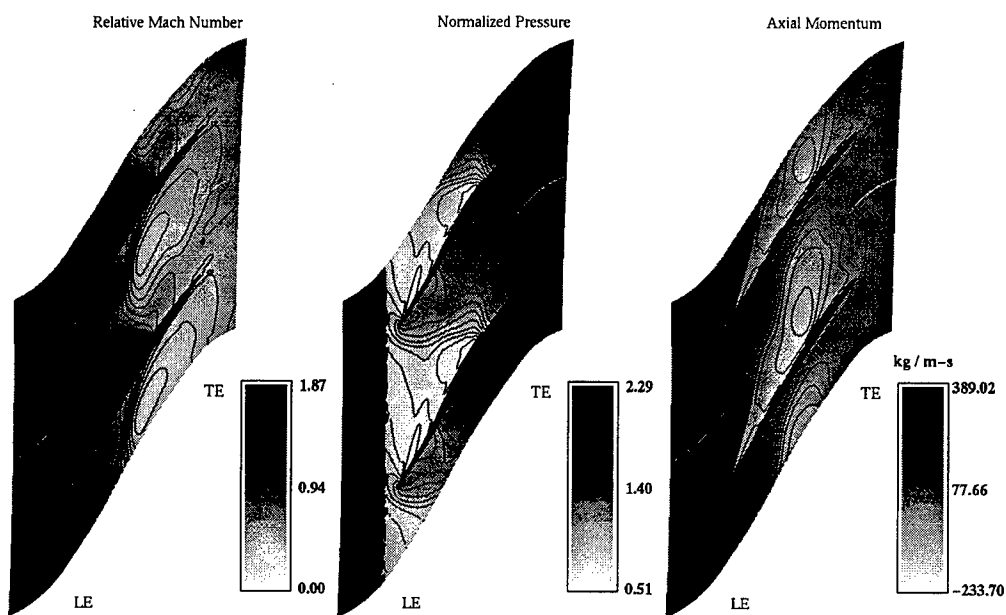 Relative Mach Number
Normalized Pressure
Axial Momentum
TE
1.87
0.94
0.00
LE
TE
2.29
1.40
0.51
LE
kg / m-s
TE
389.02
77.66
-233.70
LE